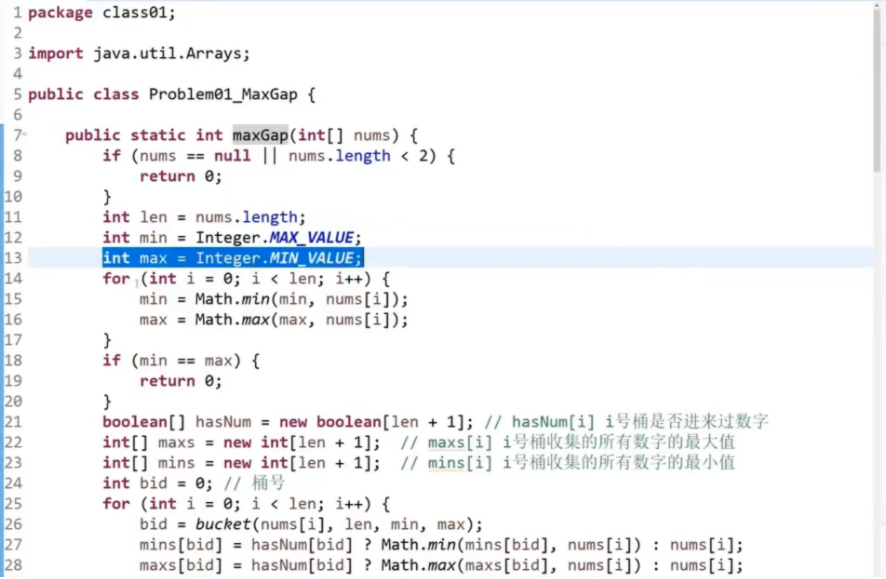 1 package class01;
2
3 import java.util.Arrays;
4
5 public class Problem01_MaxGap {
6
7     public static int maxGap(int[] nums) {
8         if (nums == null || nums.length < 2) {
9             return 0;
10         }
11         int len = nums.length;
12         int min = Integer.MAX_VALUE;
13         int max = Integer.MIN_VALUE;
14         for (int i = 0; i < len; i++) {
15             min = Math.min(min, nums[i]);
16             max = Math.max(max, nums[i]);
17         }
18         if (min == max) {
19             return 0;
20         }
21         boolean[] hasNum = new boolean[len + 1]; // hasNum[i] i号桶是否进来过数字
22         int[] maxs = new int[len + 1];  // maxs[i] i号桶收集的所有数字的最大值
23         int[] mins = new int[len + 1];  // mins[i] i号桶收集的所有数字的最小值
24         int bid = 0; // 桶号
25         for (int i = 0; i < len; i++) {
26             bid = bucket(nums[i], len, min, max);
27             mins[bid] = hasNum[bid] ? Math.min(mins[bid], nums[i]) : nums[i];
28             maxs[bid] = hasNum[bid] ? Math.max(maxs[bid], nums[i]) : nums[i];